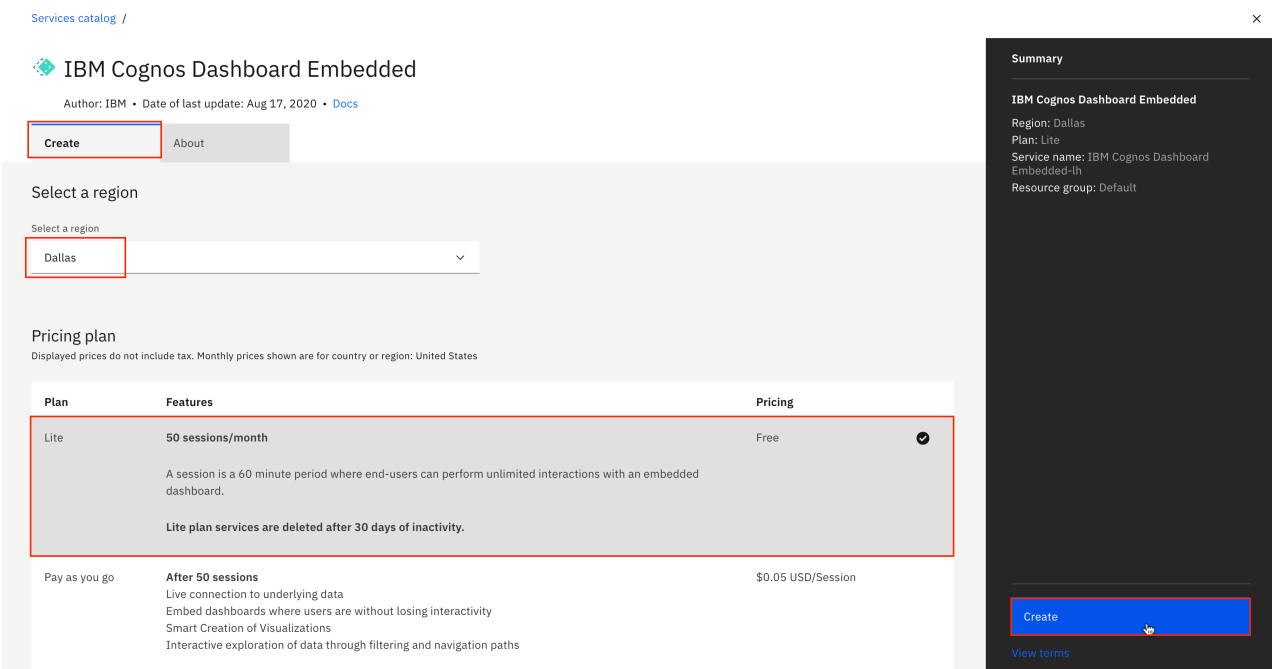 Services catalog /
IBM Cognos Dashboard Embedded
Author: IBM • Date of last update: Aug 17, 2020 • Docs
Create
About
Select a region
Select a region
Dallas
Pricing plan
Displayed prices do not include tax. Monthly prices shown are for country or region: United States
Plan Features Pricing
Lite 50 sessions/month Free
A session is a 60 minute period where end-users can perform unlimited interactions with an embedded
dashboard.
Lite plan services are deleted after 30 days of inactivity.
Pay as you go After 50 sessions $0.05 USD/Session
Live connection to underlying data
Embed dashboards where users are without losing interactivity
Smart Creation of Visualizations
Interactive exploration of data through filtering and navigation paths
Summary
IBM Cognos Dashboard Embedded
Region: Dallas
Plan: Lite
Service name: IBM Cognos Dashboard
Embedded-lh
Resource group: Default
Create
View terms